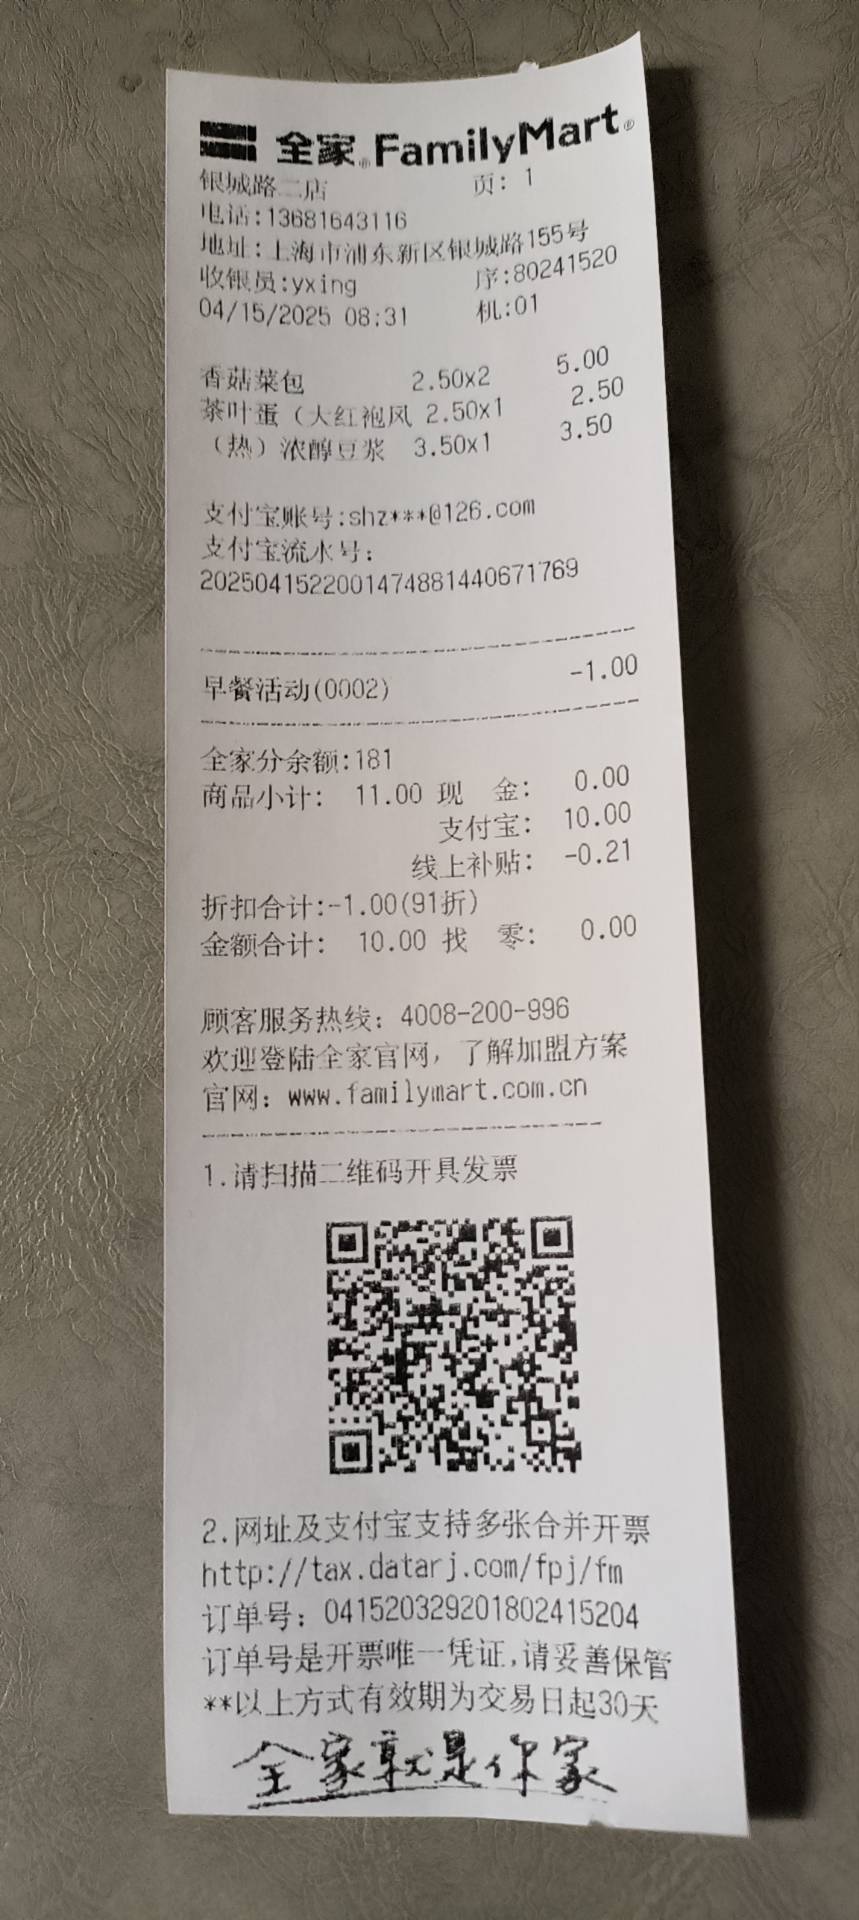 全家®FamilyMart®
银城路二店 页: 1
电话:13681643116
地址:上海市浦东新区银城路155号
收银员:yxing 序:80241520
04/15/2025 08:31 机:01
香菇菜包 2.50x2 5.00
茶叶蛋（大红袍风 2.50x1 2.50
（热）浓醇豆浆 3.50x1 3.50
支付宝账号:shz***@126.com
支付宝流水号:
2025041522001474881440671769
早餐活动(0002) -1.00
全家分余额:181
商品小计: 11.00 现 金: 0.00
支付宝: 10.00
线上补贴: -0.21
折扣合计:-1.00(91折)
金额合计: 10.00 找 零: 0.00
顾客服务热线: 4008-200-996
欢迎登陆全家官网，了解加盟方案
官网: www.familymart.com.cn
1.请扫描二维码开具发票
2.网址及支付宝支持多张合并开票
http://tax.datarj.com/fpj/fm
订单号: 0415203292018024​15204
订单号是开票唯一凭证,请妥善保管
**以上方式有效期为交易日起30天
全家就是你家